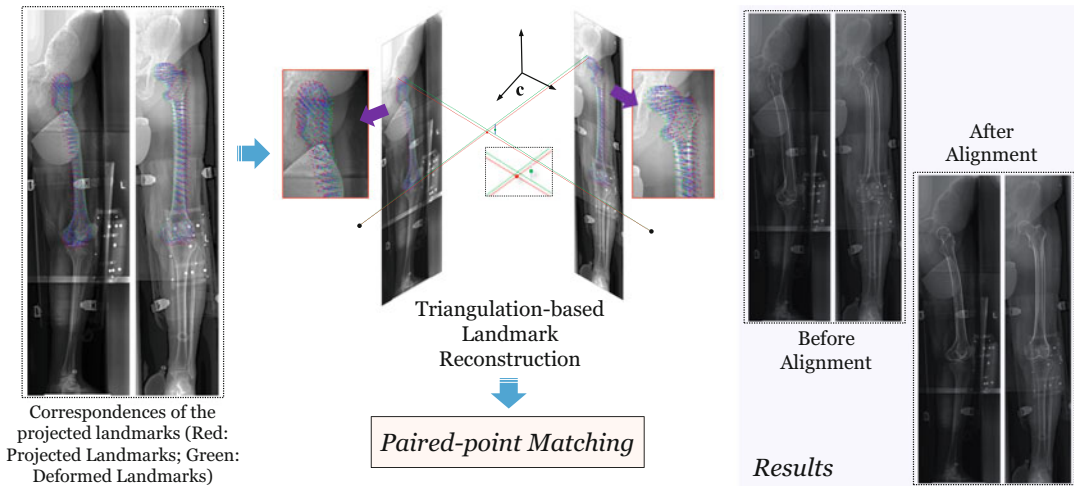 Correspondences of the
projected landmarks (Red:
Projected Landmarks; Green:
Deformed Landmarks)
c
Triangulation-based
Landmark
Reconstruction
Paired-point Matching
Before
Alignment
After
Alignment
Results
L
L